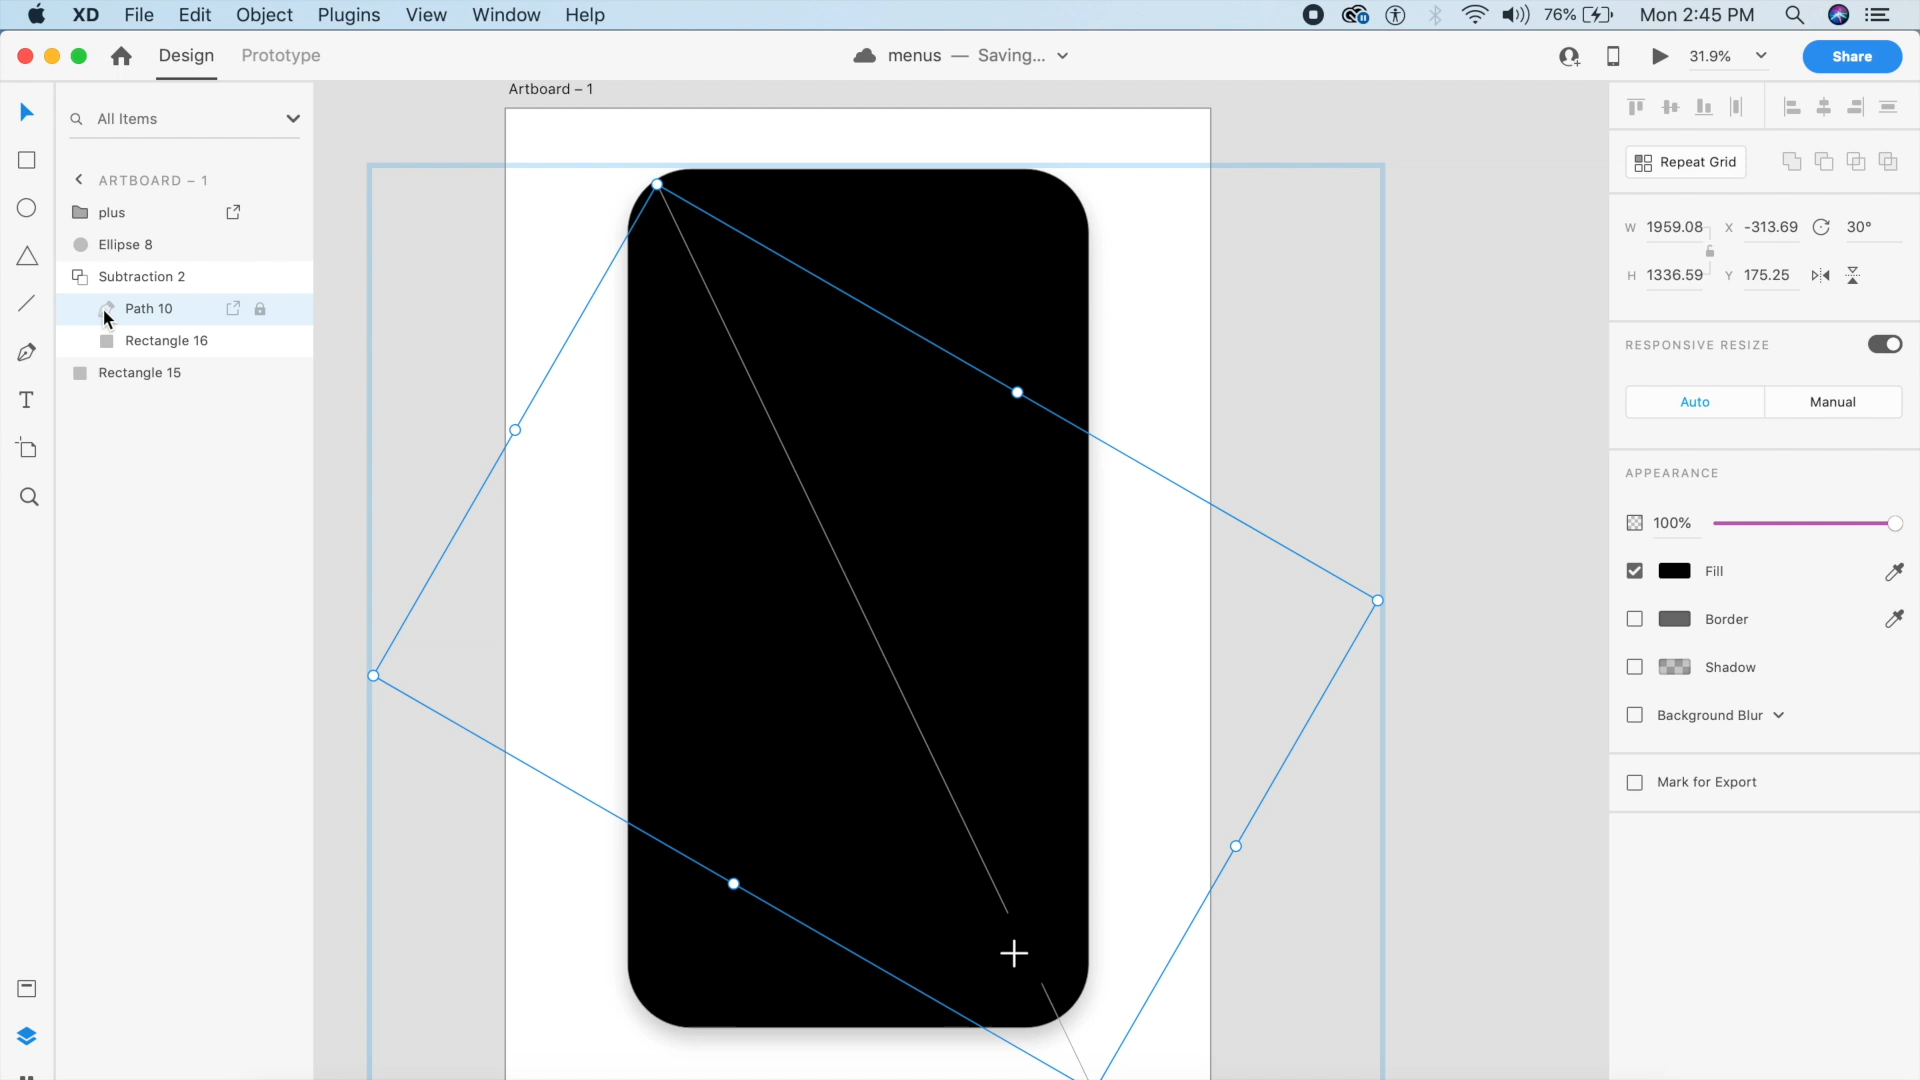 XD File Edit Object Plugins View Window Help 76% Mon 2:45 PM
Design Prototype menus — Saving... 31.9% Share
Artboard – 1
All Items
ARTBOARD – 1
plus
Ellipse 8
Subtraction 2
Path 10
Rectangle 16
Rectangle 15
T
Repeat Grid
W 1959.08 X -313.69 30°
H 1336.59 Y 175.25
RESPONSIVE RESIZE
Auto Manual
APPEARANCE
100%
Fill
Border
Shadow
Background Blur
Mark for Export